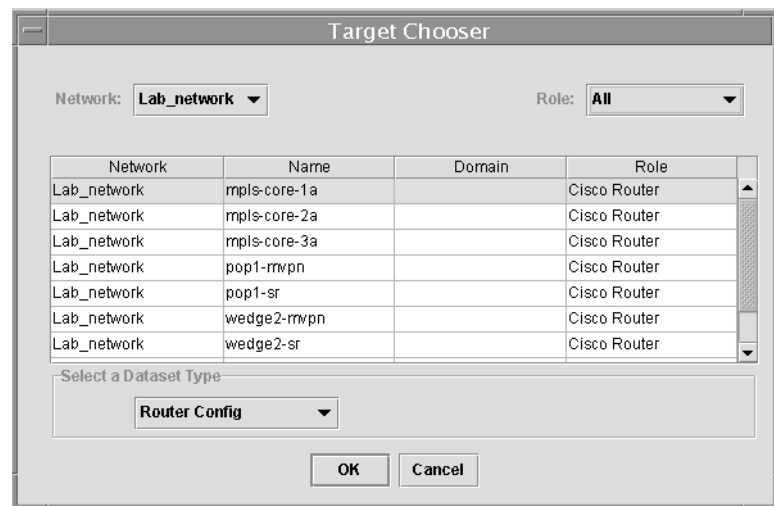 Target Chooser
Network: Lab_network Role: All
Network Name Domain Role
Lab_network mpls-core-1a Cisco Router
Lab_network mpls-core-2a Cisco Router
Lab_network mpls-core-3a Cisco Router
Lab_network pop1-mvpn Cisco Router
Lab_network pop1-sr Cisco Router
Lab_network wedge2-mvpn Cisco Router
Lab_network wedge2-sr Cisco Router
Select a Dataset Type
Router Config
OK Cancel